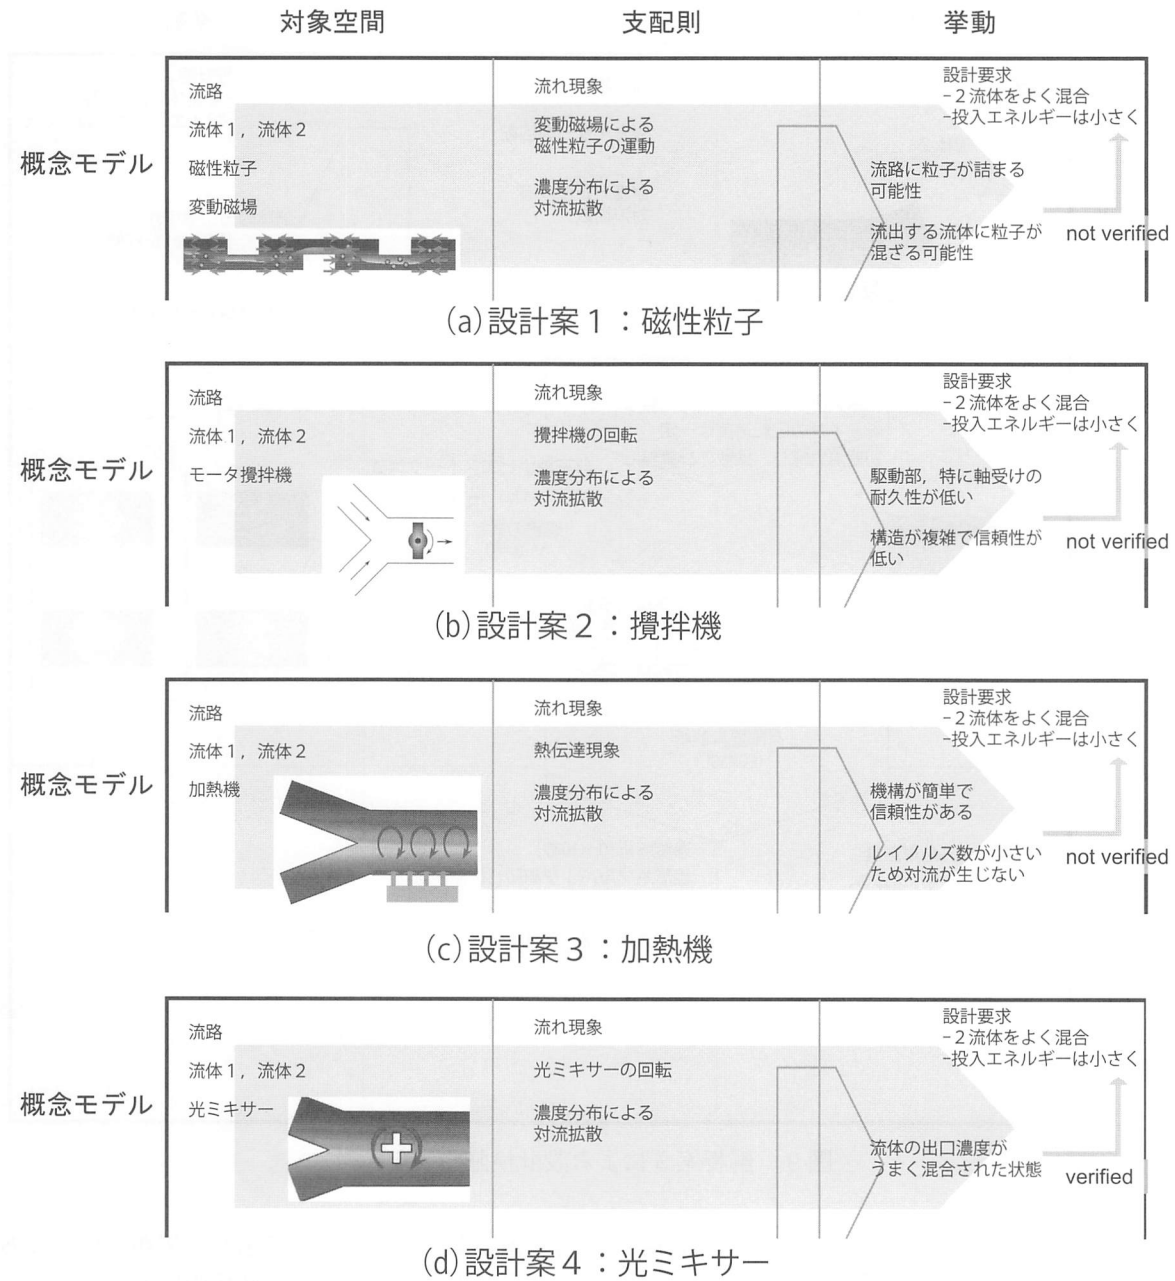 対象空間
支配則
挙動
概念モデル
流路
流体1，流体2
磁性粒子
変動磁場
流れ現象
変動磁場による
磁性粒子の運動
濃度分布による
対流拡散
設計要求
-2流体をよく混合
-投入エネルギーは小さく
流路に粒子が詰まる
可能性
流出する流体に粒子が
混ざる可能性
not verified
(a)設計案1：磁性粒子
概念モデル
流路
流体1，流体2
モータ攪拌機
流れ現象
攪拌機の回転
濃度分布による
対流拡散
設計要求
-2流体をよく混合
-投入エネルギーは小さく
駆動部，特に軸受けの
耐久性が低い
構造が複雑で信頼性が
低い
not verified
(b)設計案2：攪拌機
概念モデル
流路
流体1，流体2
加熱機
流れ現象
熱伝達現象
濃度分布による
対流拡散
設計要求
-2流体をよく混合
-投入エネルギーは小さく
機構が簡単で
信頼性がある
レイノルズ数が小さい
ため対流が生じない
not verified
(c)設計案3：加熱機
概念モデル
流路
流体1，流体2
光ミキサー
流れ現象
光ミキサーの回転
濃度分布による
対流拡散
設計要求
-2流体をよく混合
-投入エネルギーは小さく
流体の出口濃度が
うまく混合された状態
verified
(d)設計案4：光ミキサー